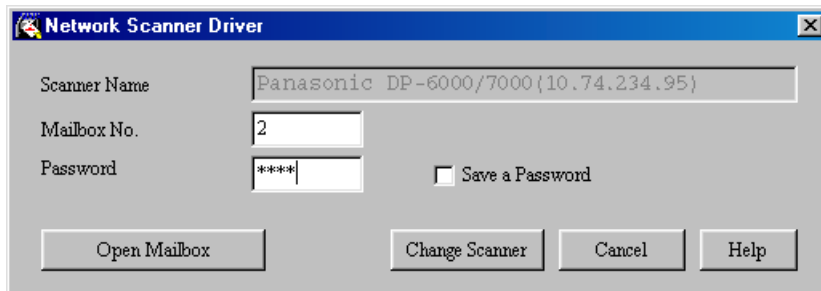 Network Scanner Driver
Scanner Name Panasonic DP-6000/7000(10.74.234.95)
Mailbox No. 2
Password **** Save a Password
Open Mailbox Change Scanner Cancel Help